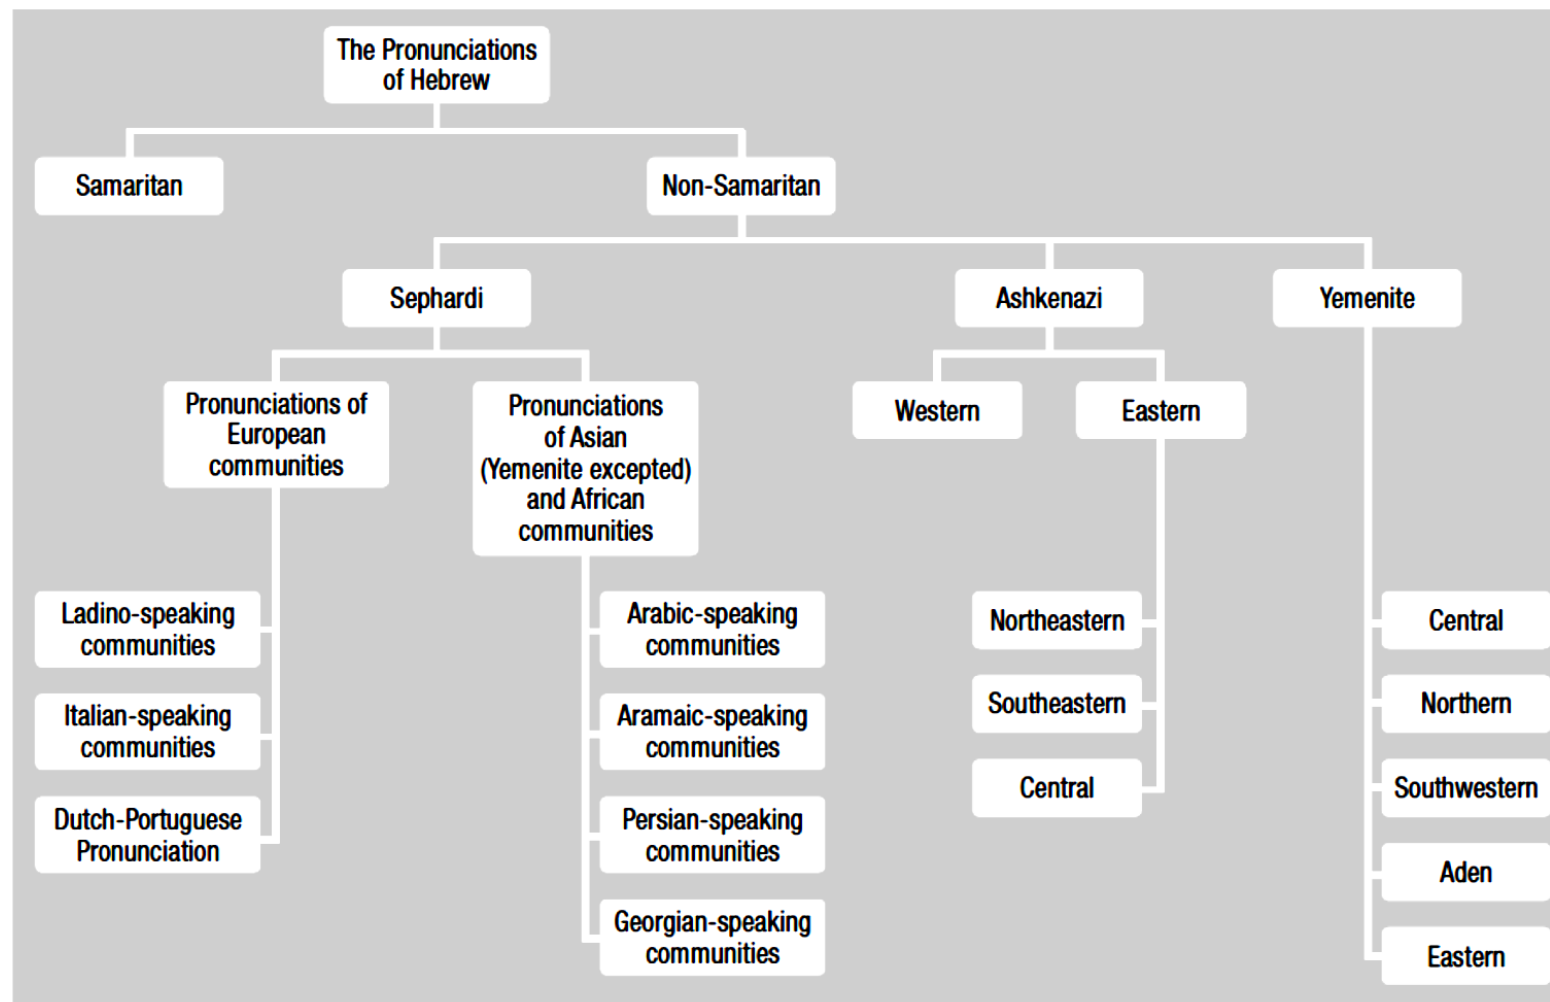 The Pronunciations
of Hebrew
Samaritan
Non-Samaritan
Sephardi
Ashkenazi
Yemenite
Pronunciations of
European
communities
Pronunciations
of Asian
(Yemenite excepted)
and African
communities
Western
Eastern
Ladino-speaking
communities
Italian-speaking
communities
Dutch-Portuguese
Pronunciation
Arabic-speaking
communities
Aramaic-speaking
communities
Persian-speaking
communities
Georgian-speaking
communities
Northeastern
Southeastern
Central
Central
Northern
Southwestern
Aden
Eastern